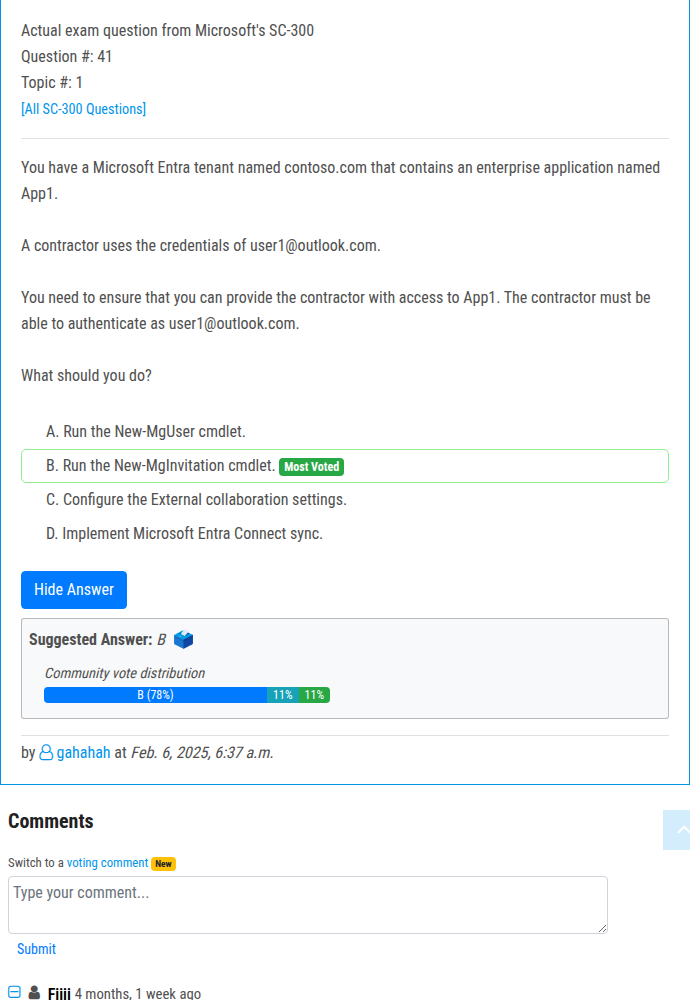 Actual exam question from Microsoft's SC-300
Question #: 41
Topic #: 1
[All SC-300 Questions]
You have a Microsoft Entra tenant named contoso.com that contains an enterprise application named
App1.
A contractor uses the credentials of user1@outlook.com.
You need to ensure that you can provide the contractor with access to App1. The contractor must be
able to authenticate as user1@outlook.com.
What should you do?
A. Run the New-MgUser cmdlet.
B. Run the New-MgInvitation cmdlet. Most Voted
C. Configure the External collaboration settings.
D. Implement Microsoft Entra Connect sync.
Hide Answer
Suggested Answer: B
Community vote distribution
B (78%) 11% 11%
by gahahah at Feb. 6, 2025, 6:37 a.m.
Comments
Switch to a voting comment New
Type your comment...
Submit
4 months, 1 week ago